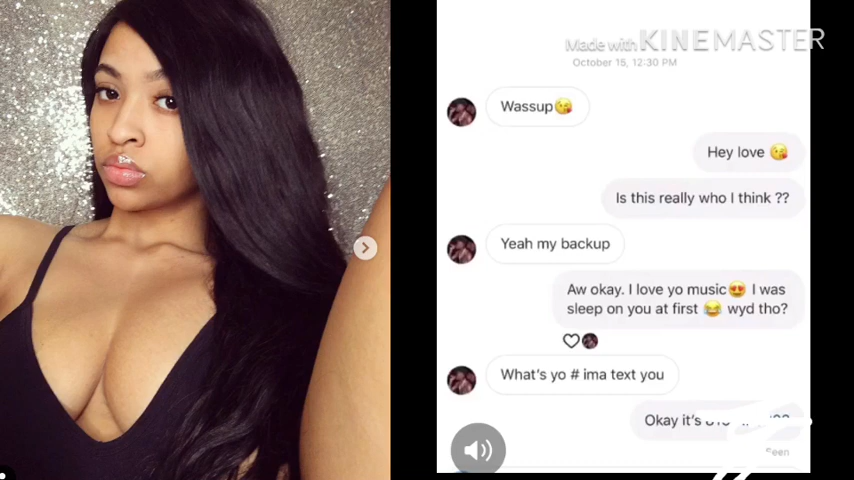 Made with KINEMASTER
October 15, 12:30 PM
Wassup😘
Hey love 😘
Is this really who I think ??
Yeah my backup
Aw okay. I love yo music😍 I was
sleep on you at first 😂 wyd tho?
What's yo # ima text you
Okay it's